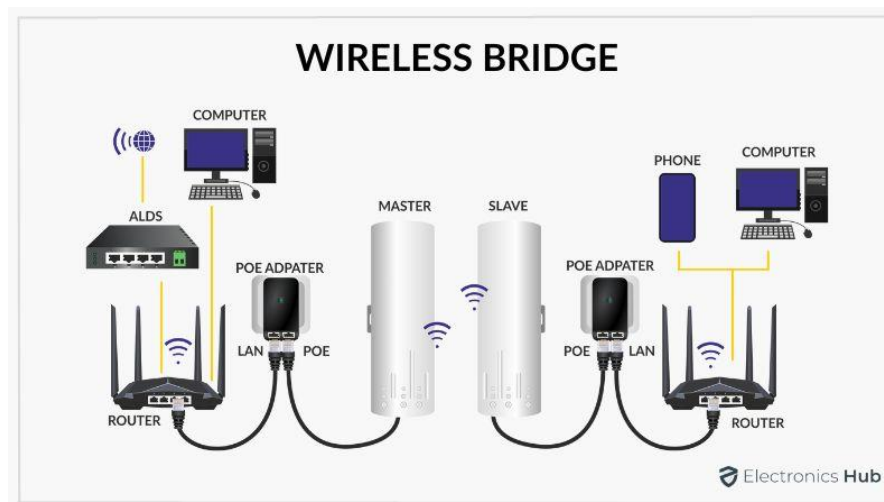 WIRELESS BRIDGE
COMPUTER
PHONE
COMPUTER
ALDS
MASTER
SLAVE
POE ADPATER
POE ADPATER
LAN
POE
POE
LAN
ROUTER
ROUTER
Electronics Hub